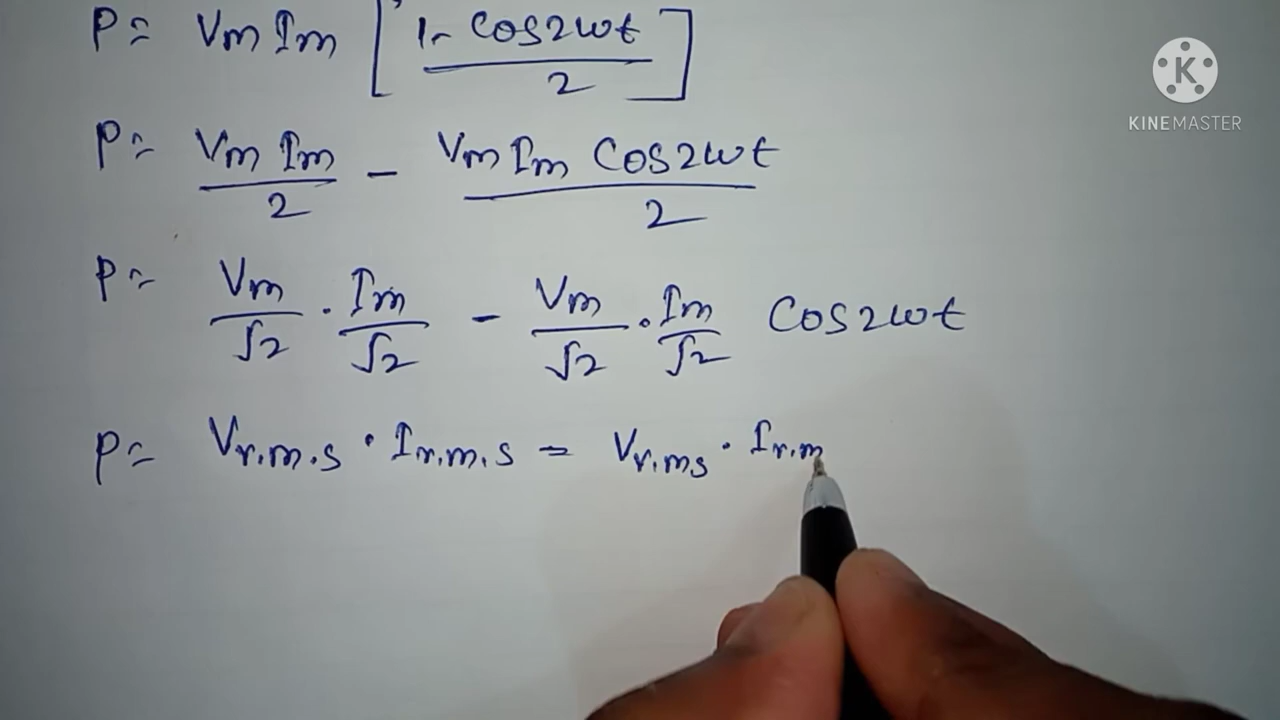 P = Vm Im [ 1 - Cos2ωt / 2 ]
KINEMASTER
P = Vm Im / 2 - Vm Im Cos2ωt / 2
P = Vm / √2 . Im / √2 - Vm / √2 . Im / √2 Cos2ωt
P = Vr.m.s . Ir.m.s = Vr.ms . Ir.m